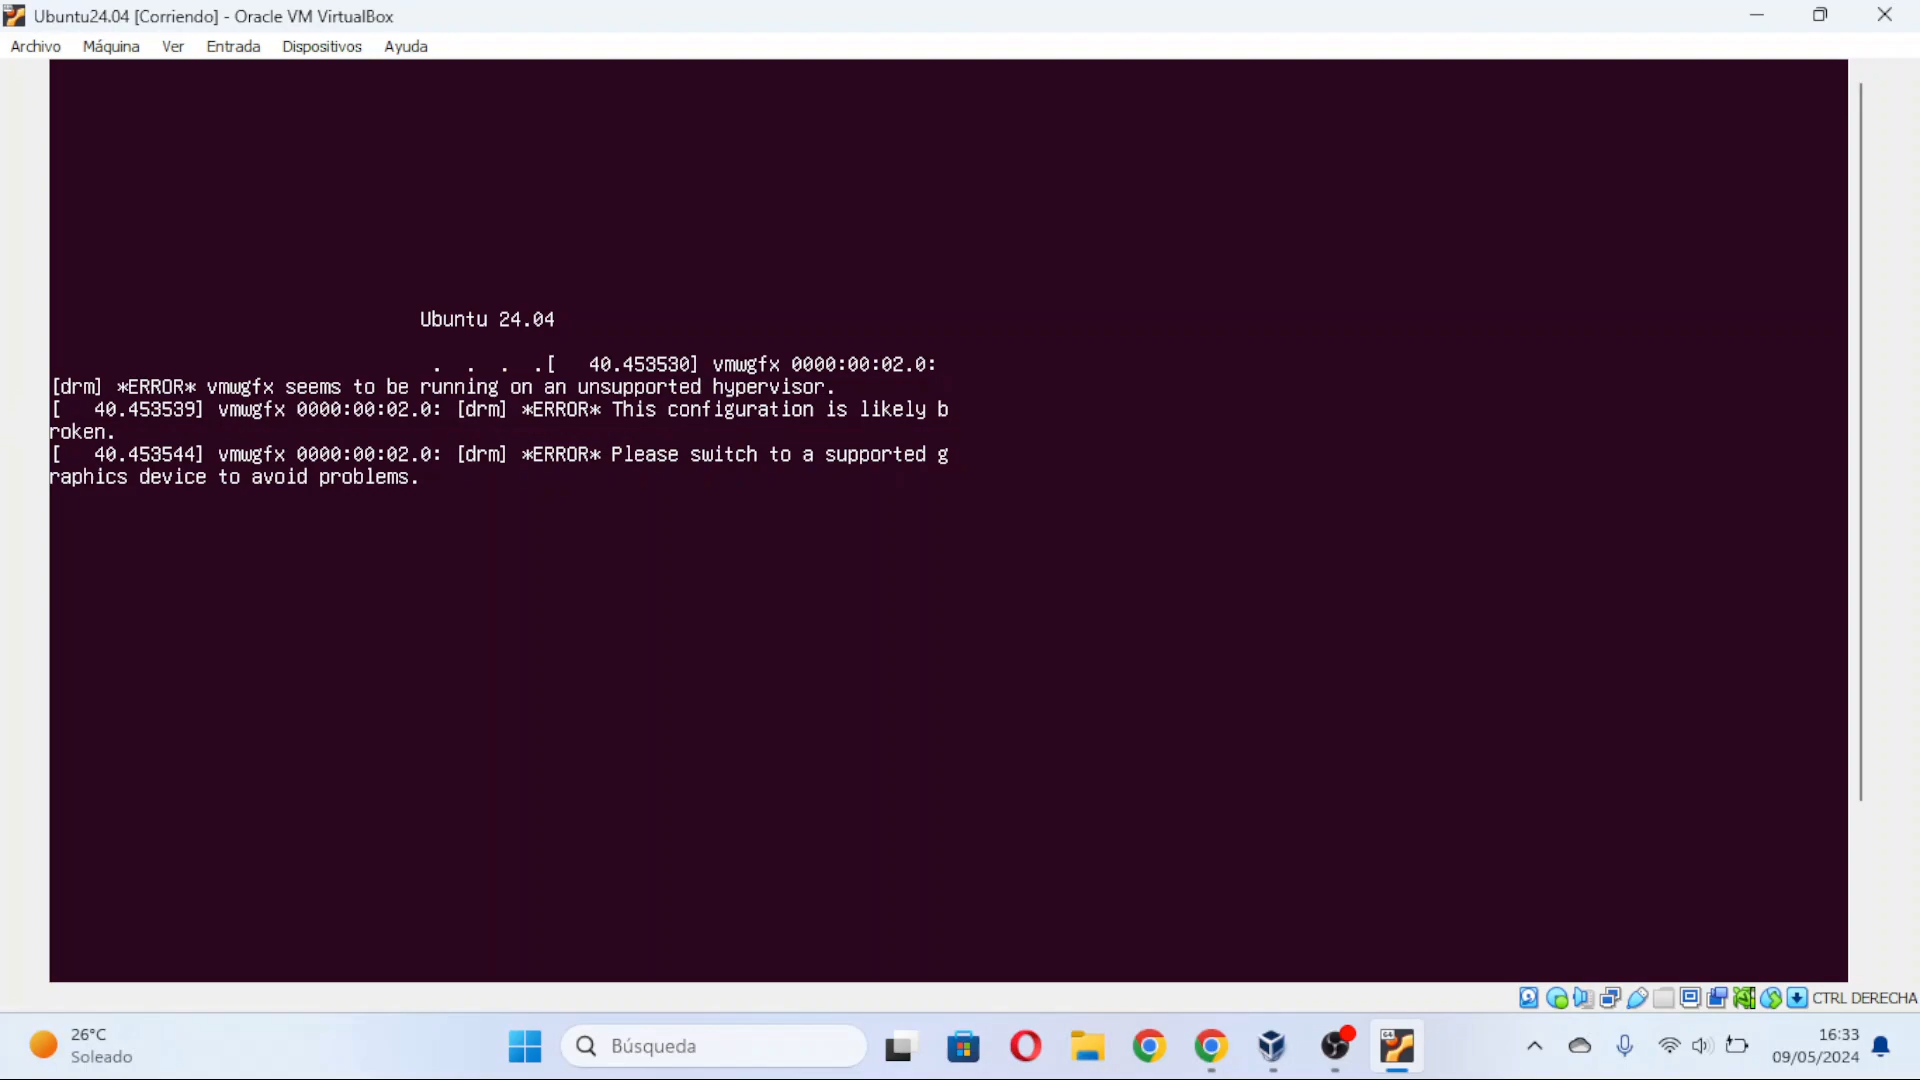 Ubuntu24.04 [Corriendo] - Oracle VM VirtualBox
Archivo Máquina Ver Entrada Dispositivos Ayuda
Ubuntu 24.04
. . . .[   40.453530] vmwgfx 0000:00:02.0:
[drm] *ERROR* vmwgfx seems to be running on an unsupported hypervisor.
[   40.453539] vmwgfx 0000:00:02.0: [drm] *ERROR* This configuration is likely b
roken.
[   40.453544] vmwgfx 0000:00:02.0: [drm] *ERROR* Please switch to a supported g
raphics device to avoid problems.
CTRL DERECHA
26°C
Soleado
Búsqueda
16:33
09/05/2024